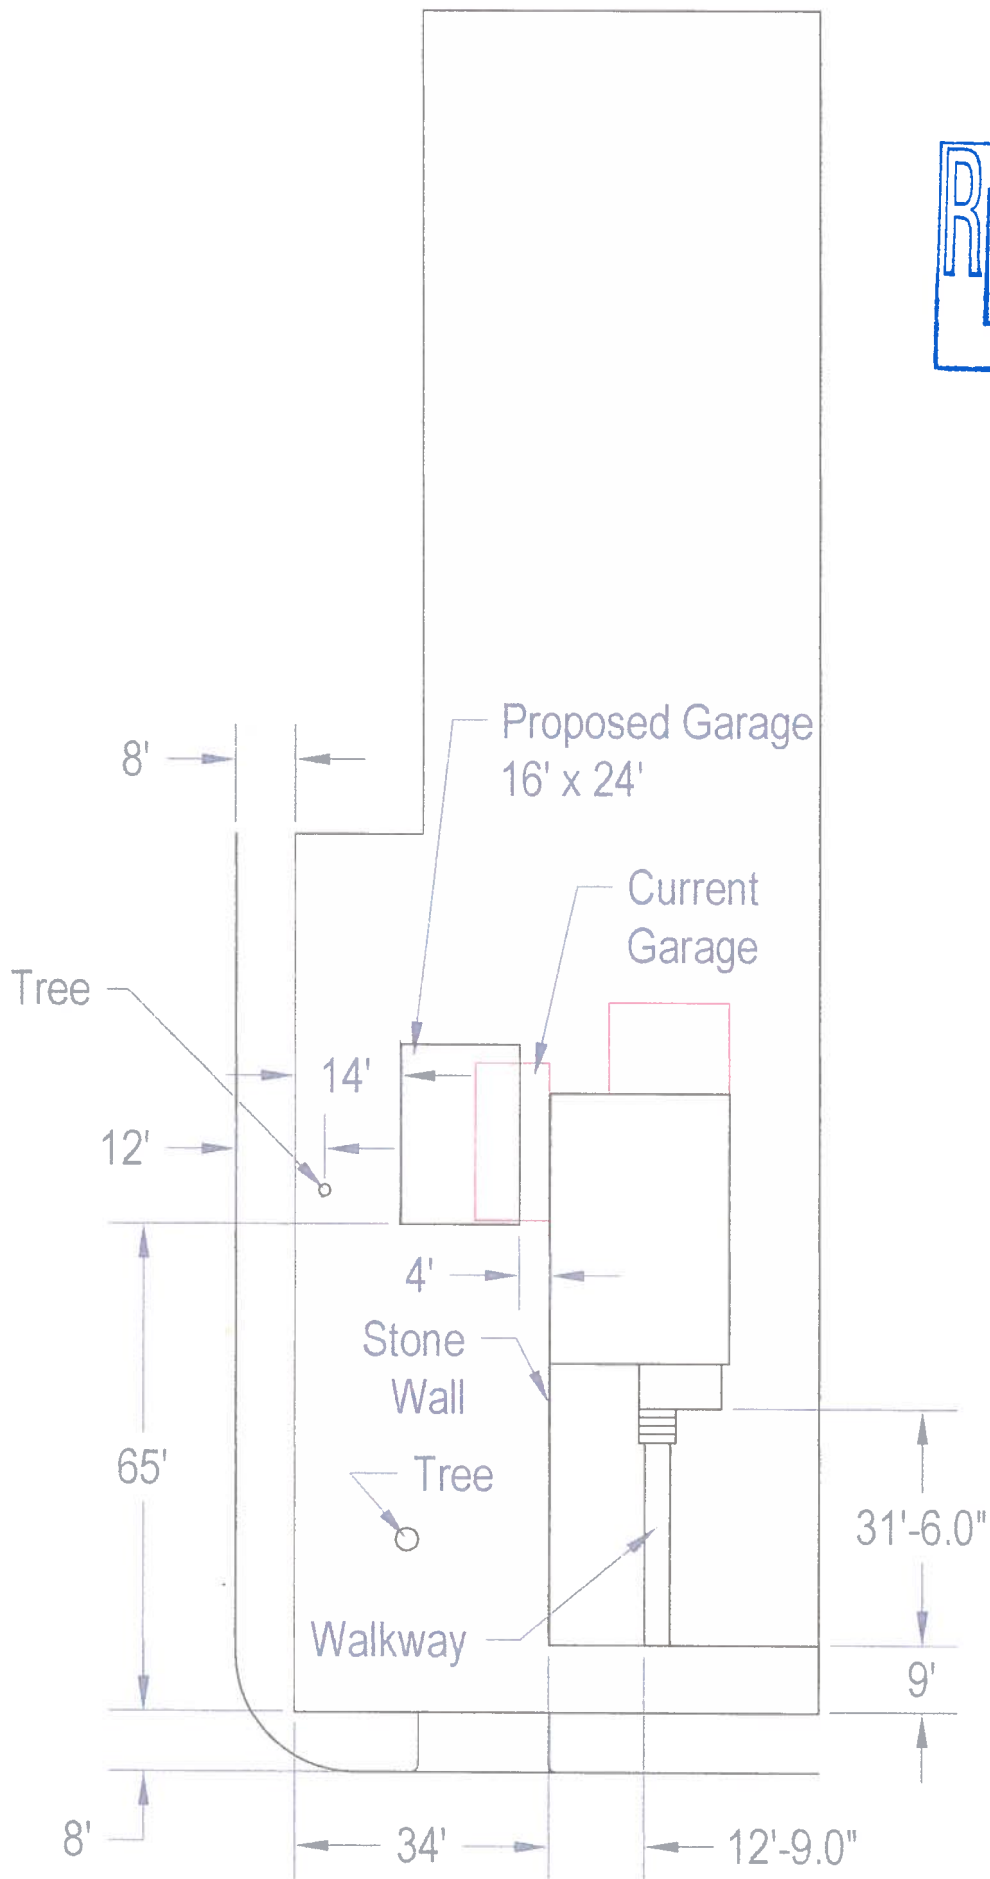 R
Proposed Garage
16' x 24'
8'
Current
Garage
Tree
14'
12'
4'
Stone
Wall
65'
Tree
31'-6.0"
Walkway
9'
8'
34'
12'-9.0"